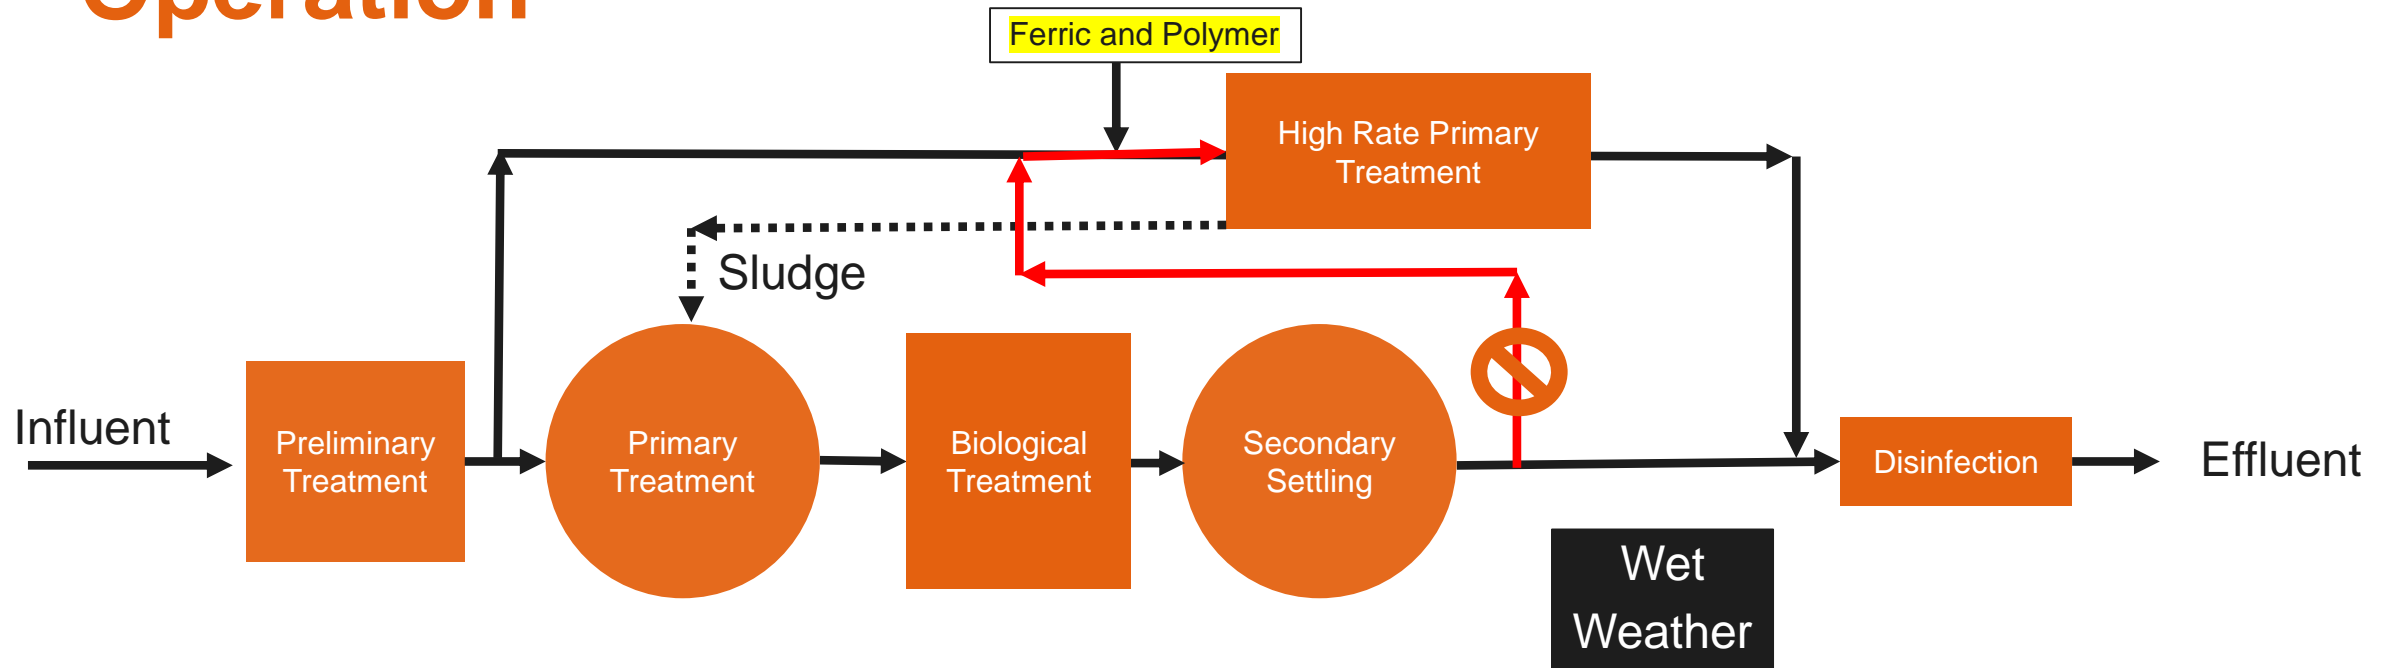 Operation
Ferric and Polymer
High Rate Primary
Treatment
Sludge
Influent
Preliminary
Treatment
Primary
Treatment
Biological
Treatment
Secondary
Settling
Disinfection
Effluent
Wet
Weather